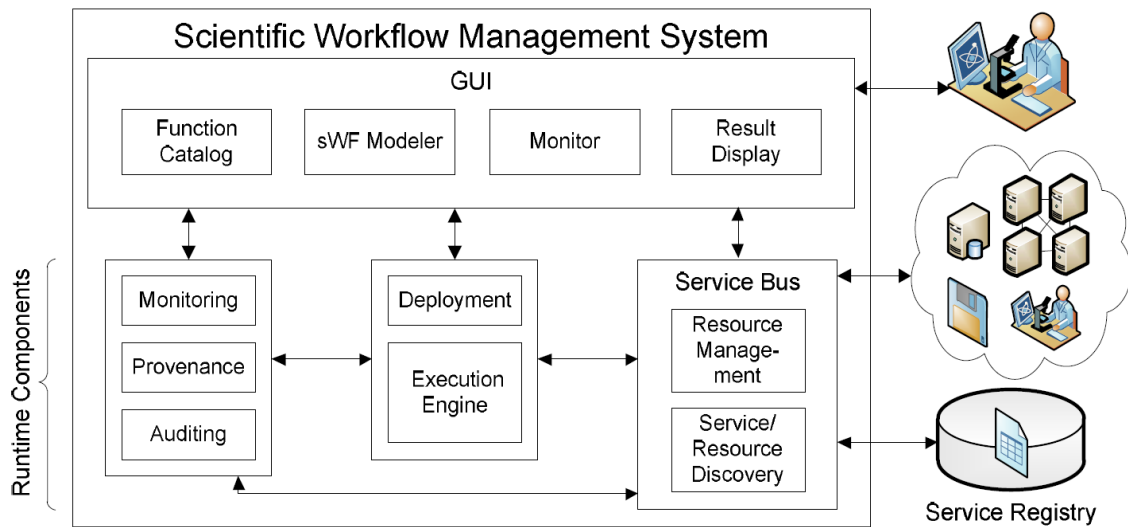 Scientific Workflow Management System
GUI
Function
Catalog
sWF Modeler
Monitor
Result
Display
Runtime Components
Monitoring
Provenance
Auditing
Deployment
Execution
Engine
Service Bus
Resource
Manage-
ment
Service/
Resource
Discovery
Service Registry